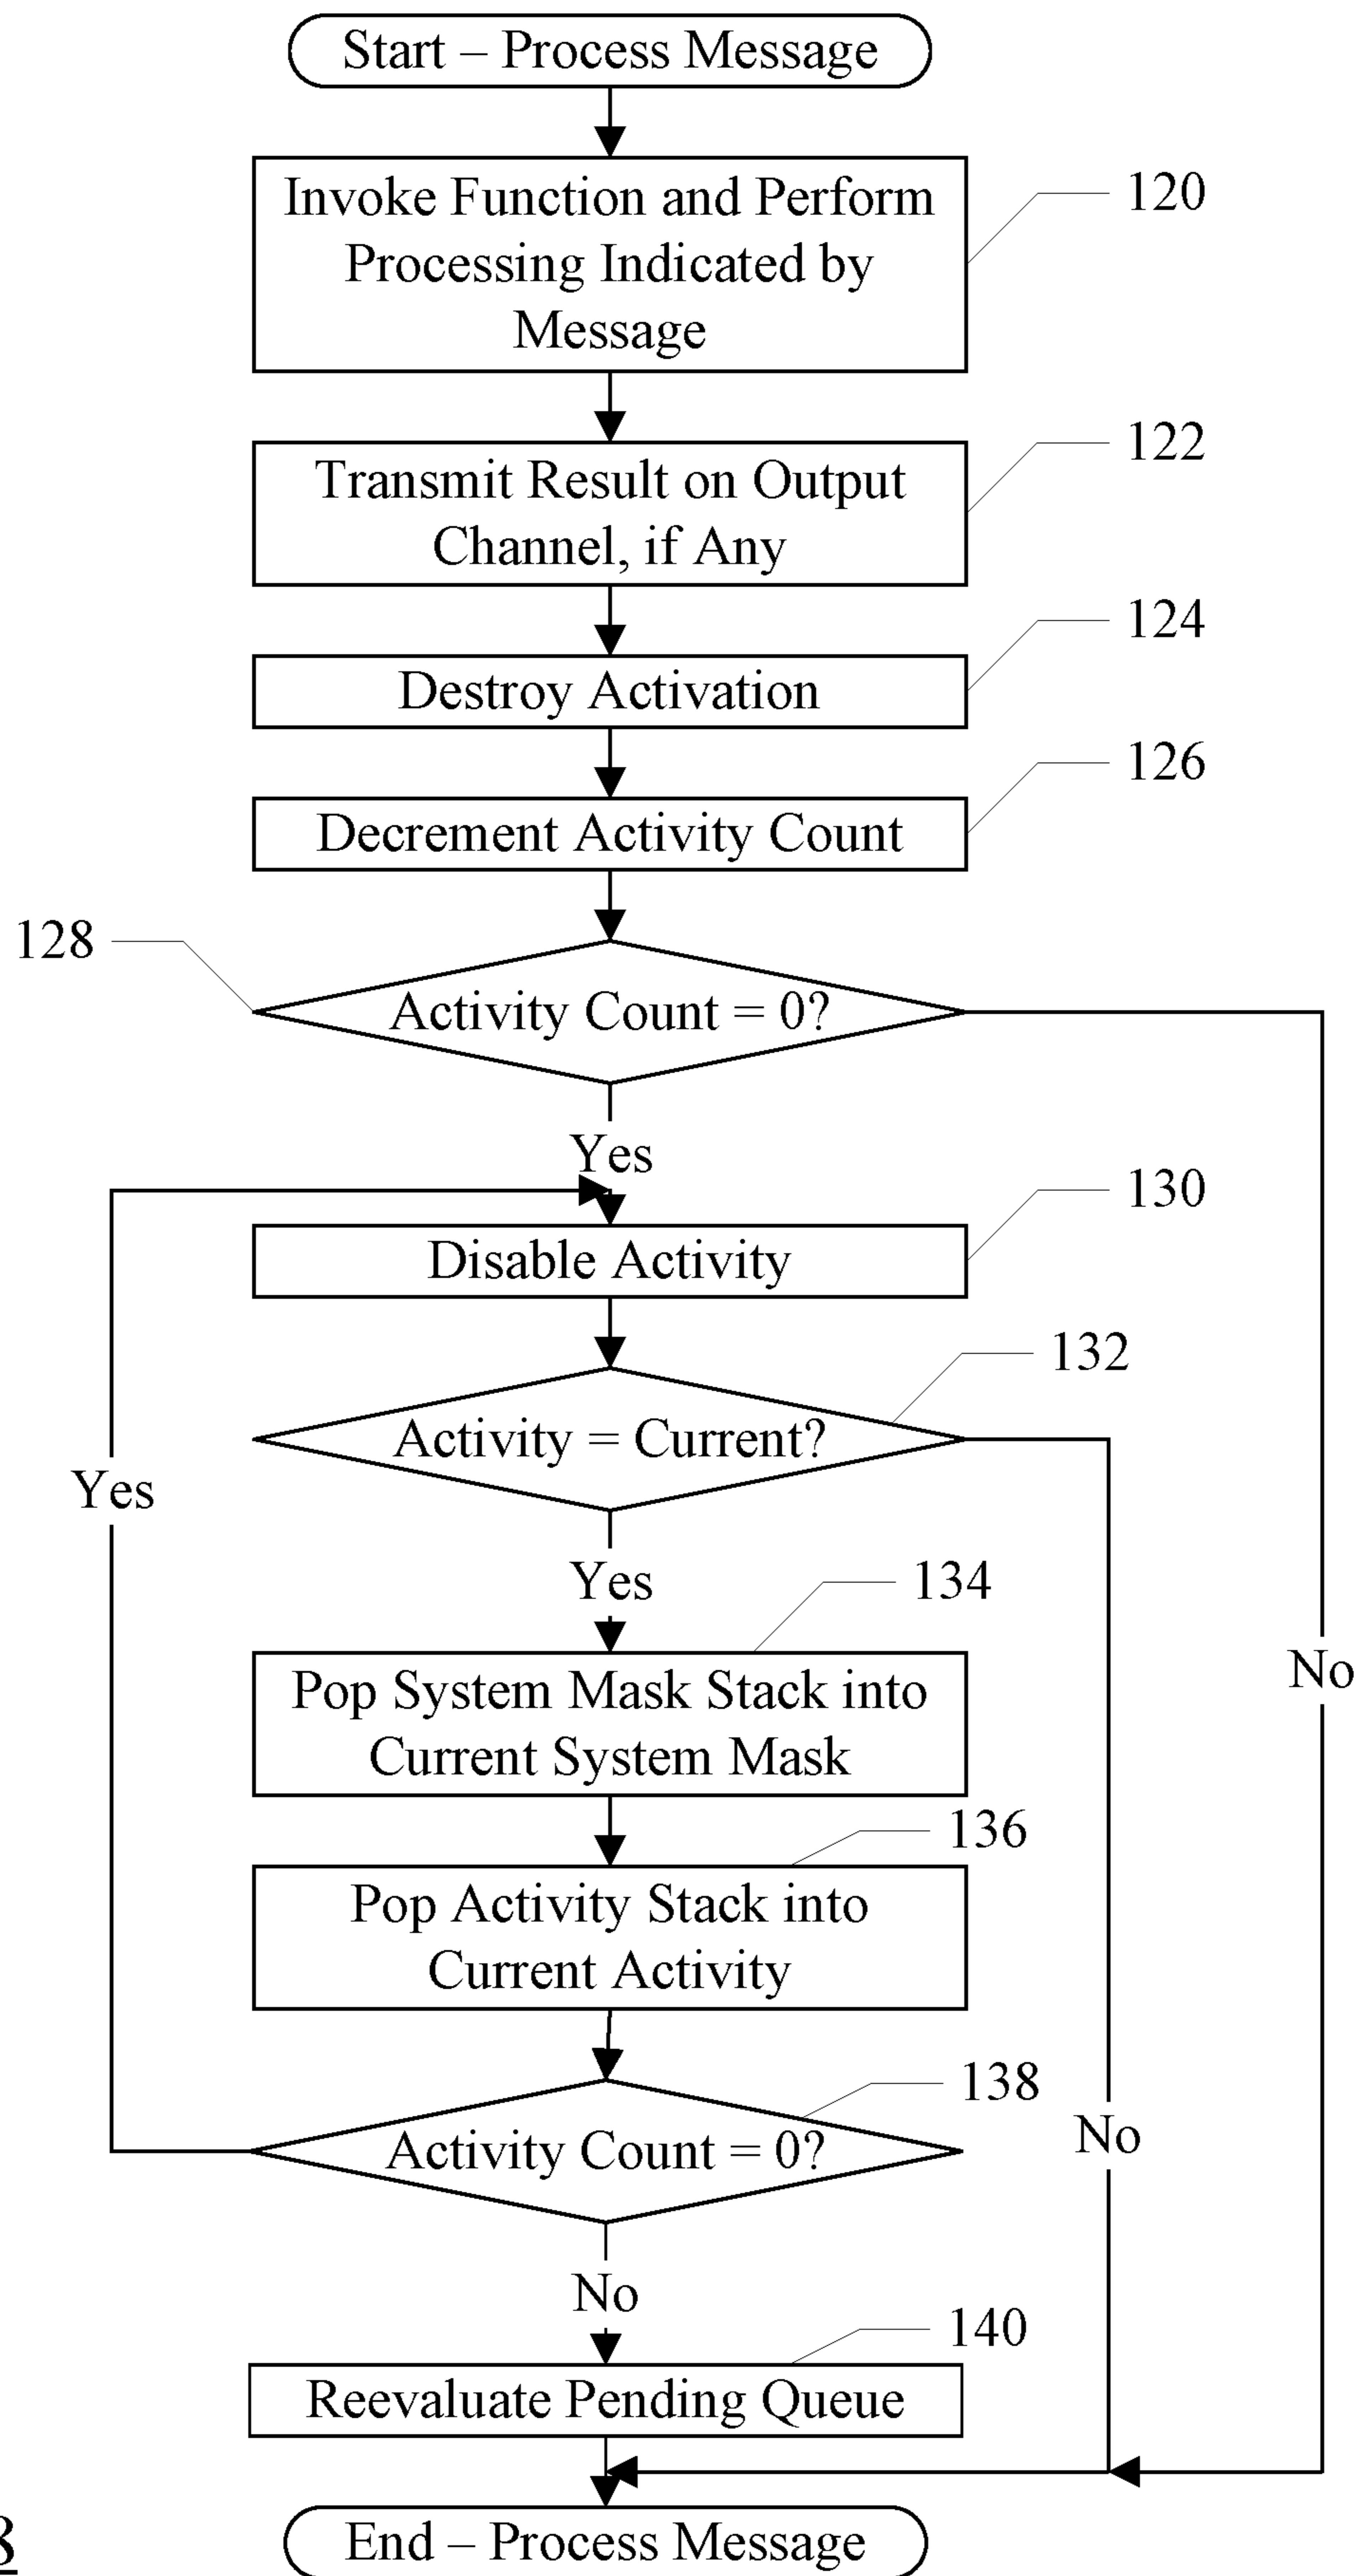 Start – Process Message
Invoke Function and Perform
Processing Indicated by
Message
120
Transmit Result on Output
Channel, if Any
122
Destroy Activation
124
Decrement Activity Count
126
128
Activity Count = 0?
Yes
Disable Activity
130
Activity = Current?
132
Yes
Yes
No
Pop System Mask Stack into
Current System Mask
134
Pop Activity Stack into
Current Activity
136
Activity Count = 0?
138
No
No
Reevaluate Pending Queue
140
End – Process Message
8